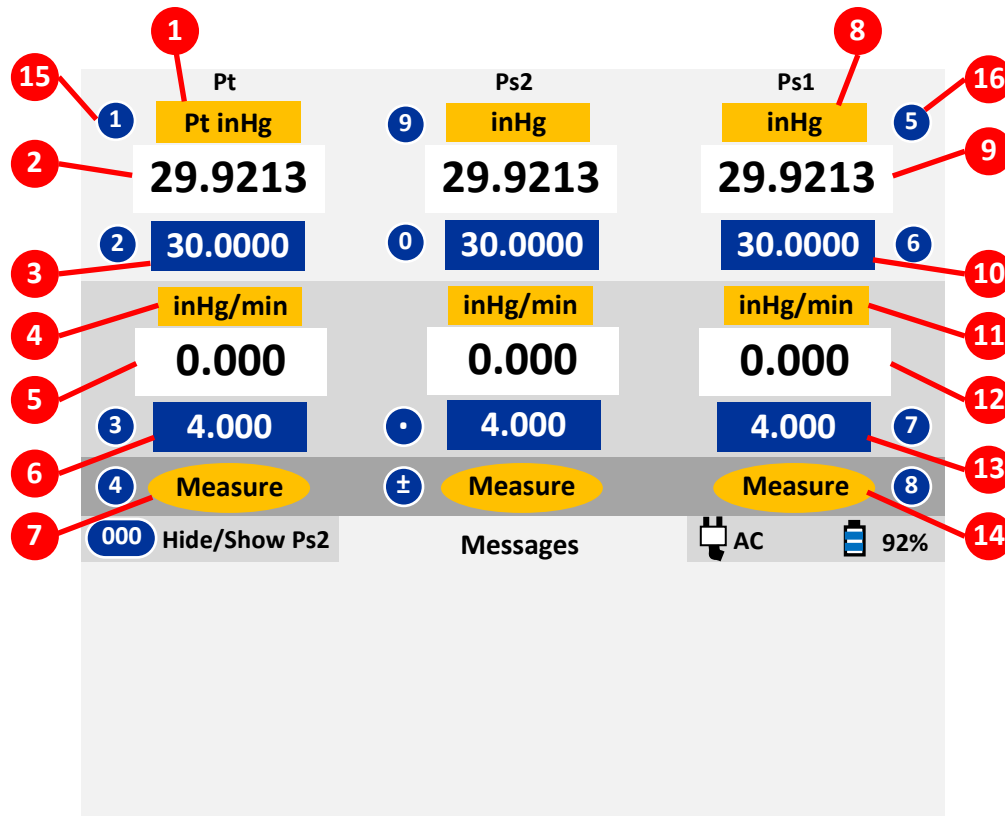 1 8
15 Pt Ps2 Ps1 16
1 Pt inHg 9 inHg inHg 5
2 29.9213 29.9213 29.9213 9
2 30.0000 0 30.0000 30.0000 6
3 10
4 inHg/min inHg/min inHg/min 11
5 0.000 0.000 0.000 12
3 4.000 • 4.000 4.000 7
6 13
4 Measure ± Measure Measure 8
7 14
000 Hide/Show Ps2 Messages AC 92%